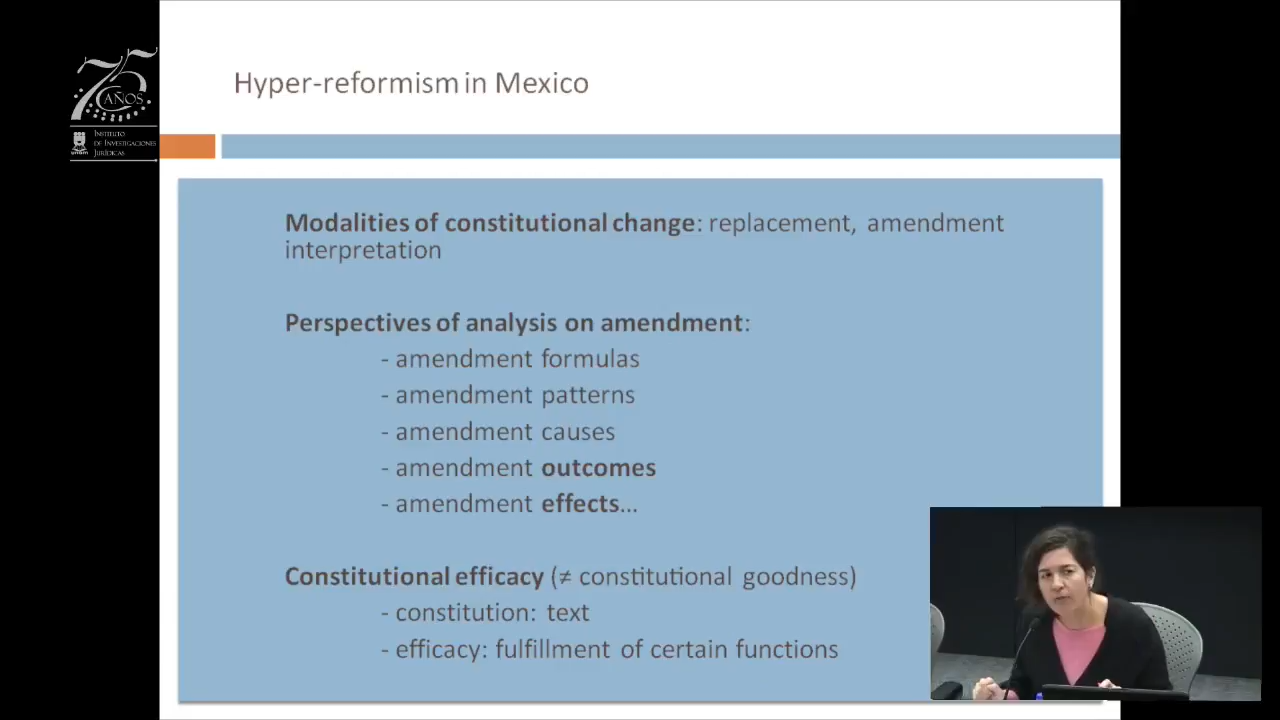 75
AÑOS
INSTITUTO
DE INVESTIGACIONES
JURÍDICAS
UNAM
Hyper-reformism in Mexico
Modalities of constitutional change: replacement, amendment
interpretation
Perspectives of analysis on amendment:
- amendment formulas
- amendment patterns
- amendment causes
- amendment outcomes
- amendment effects…
Constitutional efficacy (≠ constitutional goodness)
- constitution: text
- efficacy: fulfillment of certain functions